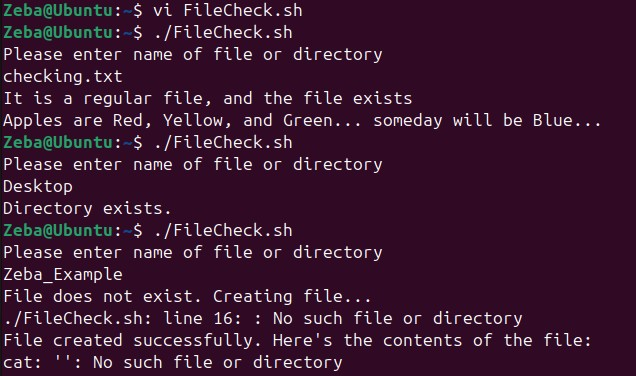 Zeba@Ubuntu:~$ vi FileCheck.sh
Zeba@Ubuntu:~$ ./FileCheck.sh
Please enter name of file or directory
checking.txt
It is a regular file, and the file exists
Apples are Red, Yellow, and Green... someday will be Blue...
Zeba@Ubuntu:~$ ./FileCheck.sh
Please enter name of file or directory
Desktop
Directory exists.
Zeba@Ubuntu:~$ ./FileCheck.sh
Please enter name of file or directory
Zeba_Example
File does not exist. Creating file...
./FileCheck.sh: line 16: : No such file or directory
File created successfully. Here's the contents of the file:
cat: '': No such file or directory